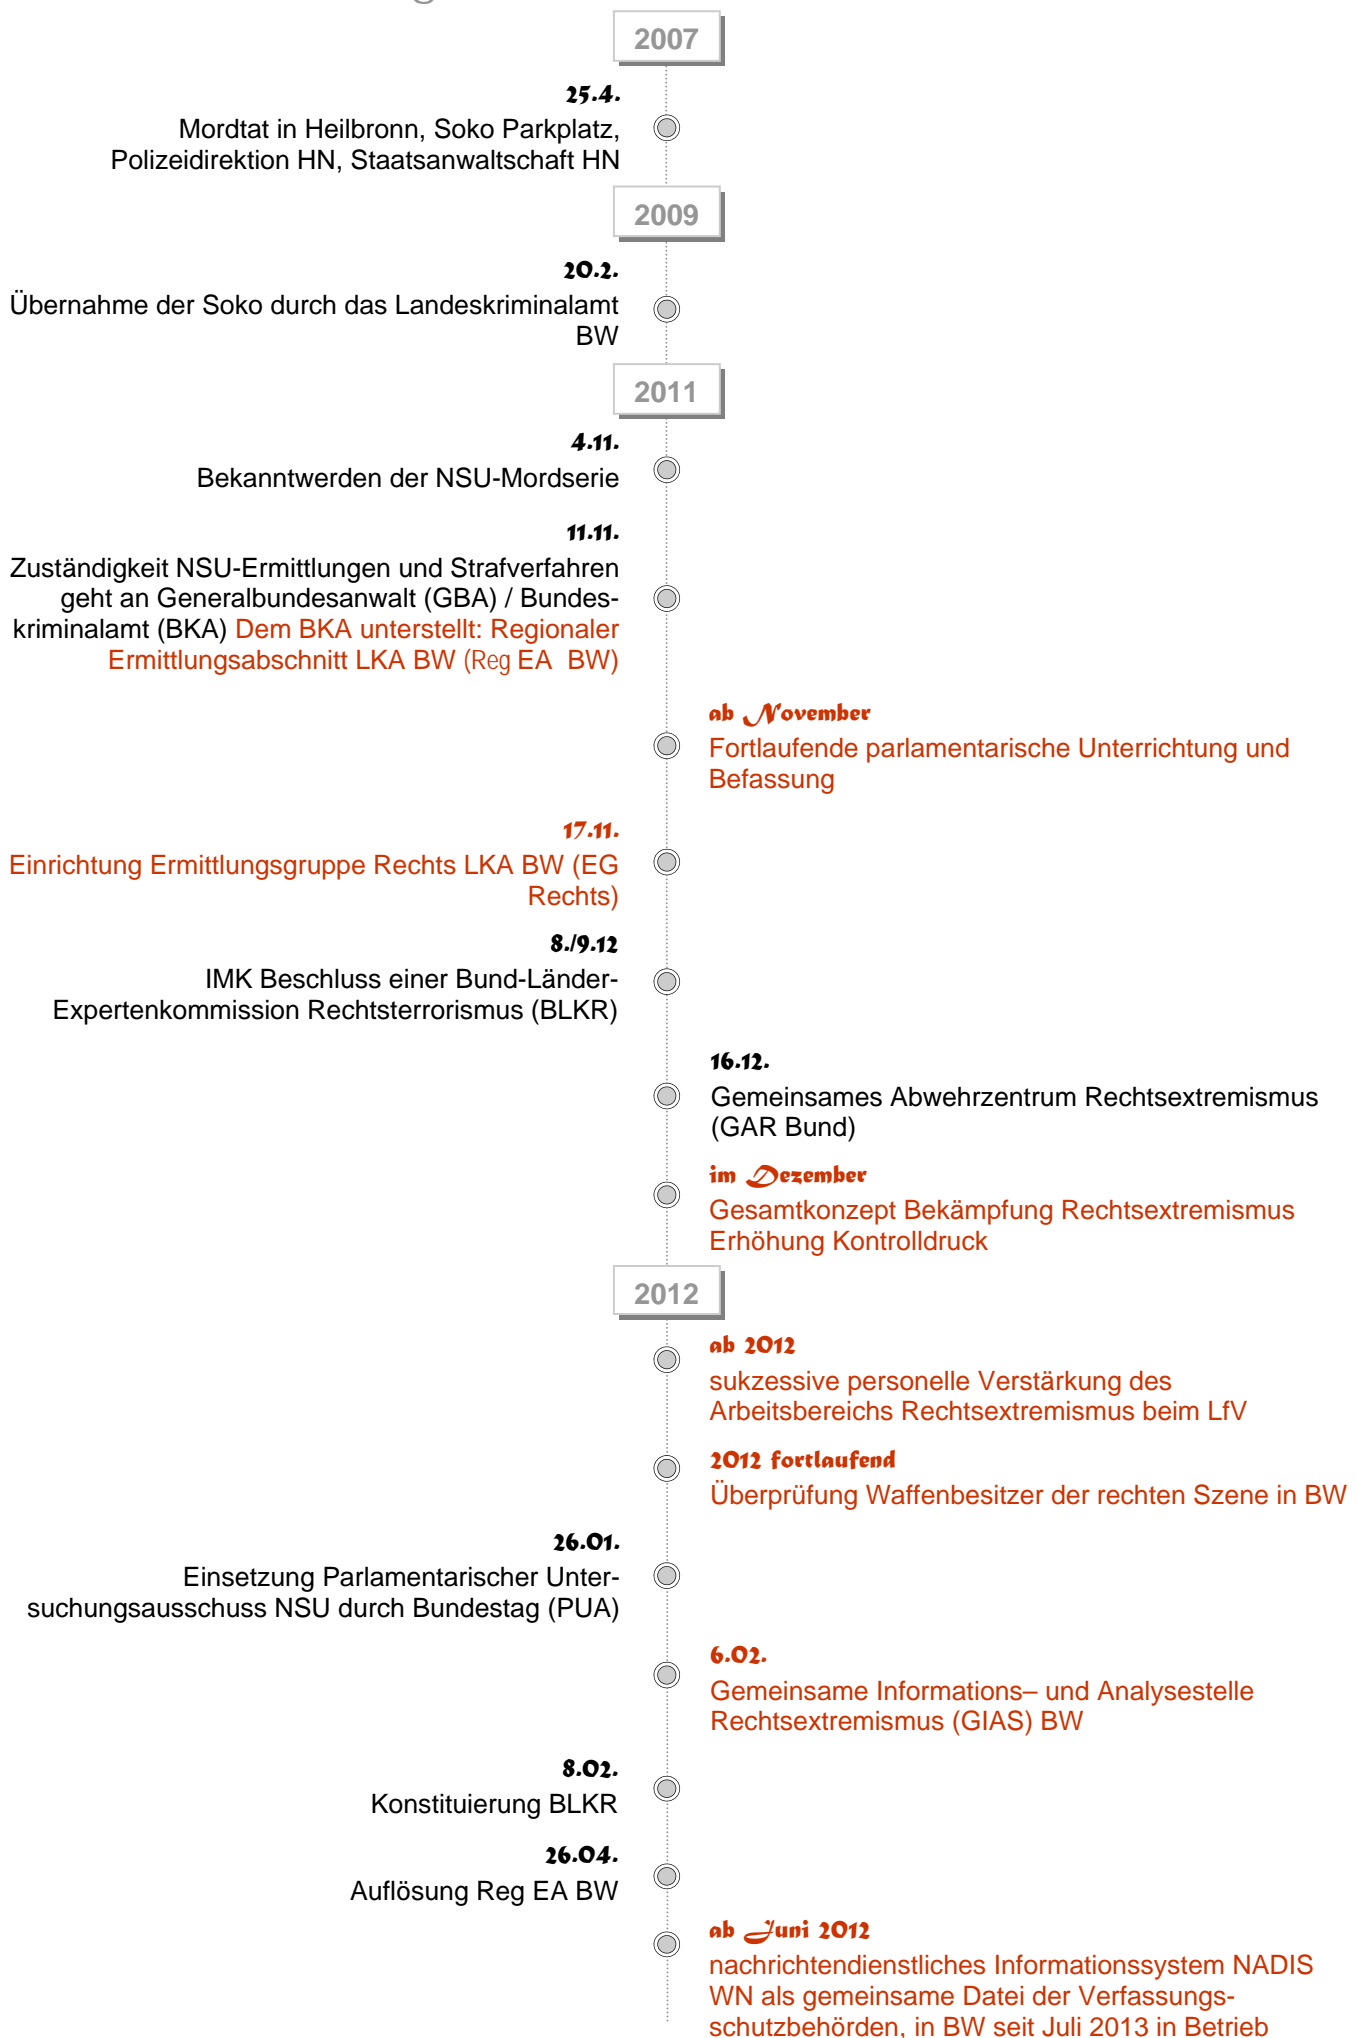 2007
25.4.
Mordtat in Heilbronn, Soko Parkplatz,
Polizeidirektion HN, Staatsanwaltschaft HN
2009
20.2.
Übernahme der Soko durch das Landeskriminalamt
BW
2011
4.11.
Bekanntwerden der NSU-Mordserie
11.11.
Zuständigkeit NSU-Ermittlungen und Strafverfahren
geht an Generalbundesanwalt (GBA) / Bundes-
kriminalamt (BKA) Dem BKA unterstellt: Regionaler
Ermittlungsabschnitt LKA BW (Reg EA BW)
ab November
Fortlaufende parlamentarische Unterrichtung und
Befassung
17.11.
Einrichtung Ermittlungsgruppe Rechts LKA BW (EG
Rechts)
8./9.12
IMK Beschluss einer Bund-Länder-
Expertenkommission Rechtsterrorismus (BLKR)
16.12.
Gemeinsames Abwehrzentrum Rechtsextremismus
(GAR Bund)
im Dezember
Gesamtkonzept Bekämpfung Rechtsextremismus
Erhöhung Kontrolldruck
2012
ab 2012
sukzessive personelle Verstärkung des
Arbeitsbereichs Rechtsextremismus beim LfV
2012 fortlaufend
Überprüfung Waffenbesitzer der rechten Szene in BW
26.01.
Einsetzung Parlamentarischer Unter-
suchungsausschuss NSU durch Bundestag (PUA)
6.02.
Gemeinsame Informations– und Analysestelle
Rechtsextremismus (GIAS) BW
8.02.
Konstituierung BLKR
26.04.
Auflösung Reg EA BW
ab Juni 2012
nachrichtendienstliches Informationssystem NADIS
WN als gemeinsame Datei der Verfassungs-
schutzbehörden, in BW seit Juli 2013 in Betrieb